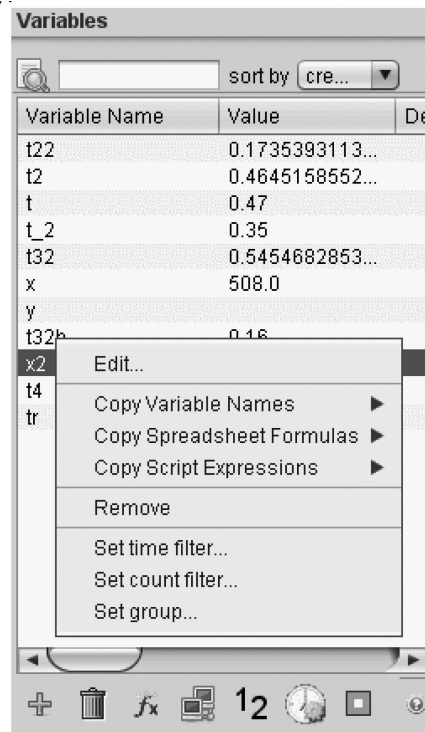 Variables
sort by cre...
Variable Name Value De
t22 0.1735393113...
t2 0.4645158552...
t 0.47
t_2 0.35
t32 0.5454682853...
x 508.0
y
t32b 0.16
x2
t4
tr
Edit...
Copy Variable Names
Copy Spreadsheet Formulas
Copy Script Expressions
Remove
Set time filter...
Set count filter...
Set group...
fx 12